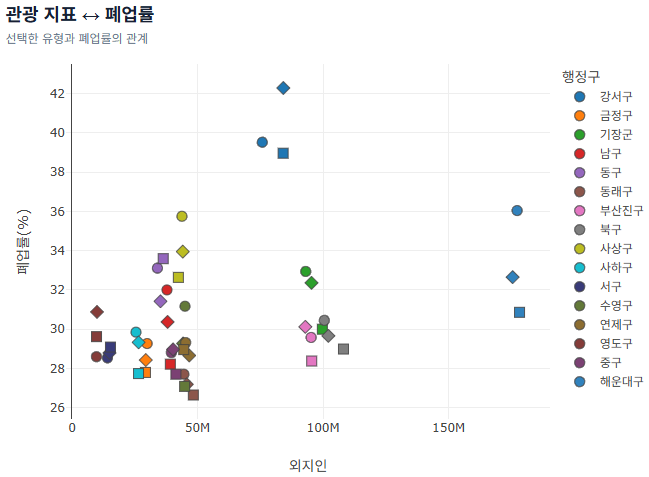 관광 지표 ↔ 폐업률
선택한 유형과 폐업률의 관계
행정구
강서구
금정구
기장군
남구
동구
동래구
부산진구
북구
사상구
사하구
서구
수영구
연제구
영도구
중구
해운대구
폐업률(%)
42
40
38
36
34
32
30
28
26
0
50M
100M
150M
외지인